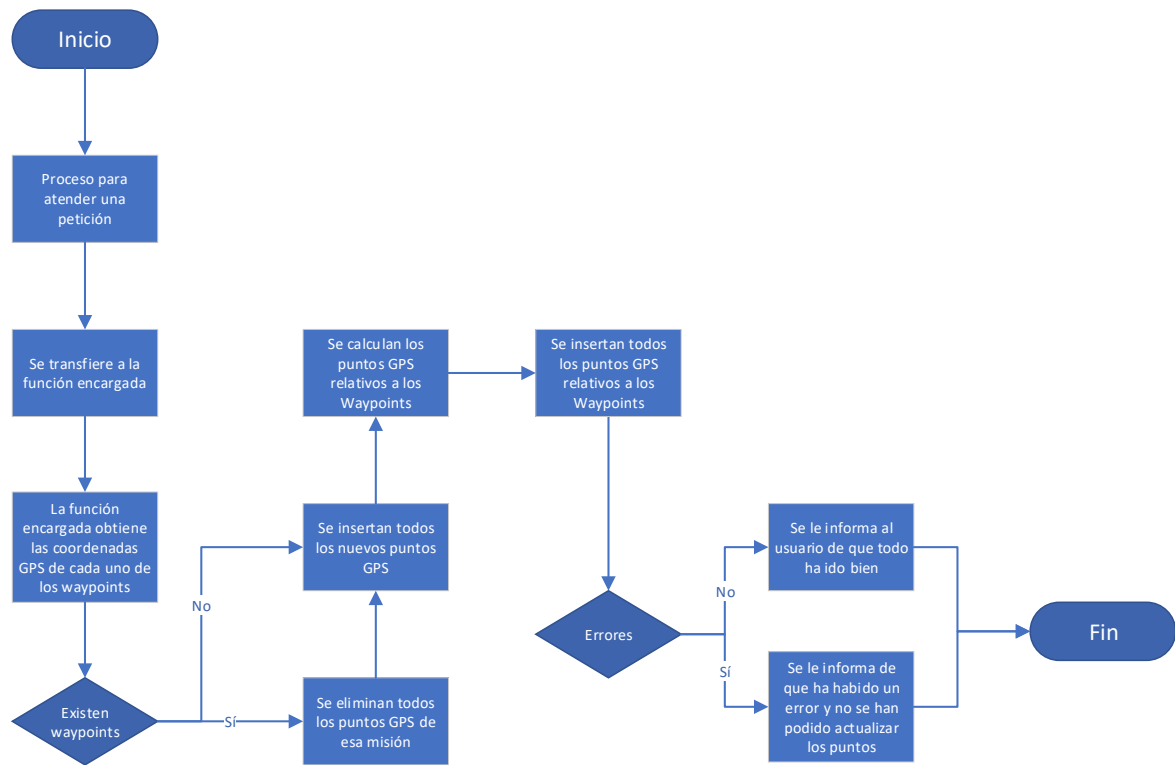 Inicio
Proceso para
atender una
petición
Se transfiere a la
función encargada
La función
encargada obtiene
las coordenadas
GPS de cada uno de
los waypoints
Existen
waypoints
No
Sí
Se eliminan todos
los puntos GPS de
esa misión
Se insertan todos
los nuevos puntos
GPS
Se calculan los
puntos GPS
relativos a los
Waypoints
Se insertan todos
los puntos GPS
relativos a los
Waypoints
Errores
No
Sí
Se le informa al
usuario de que todo
ha ido bien
Se le informa de
que ha habido un
error y no se han
podido actualizar
los puntos
Fin